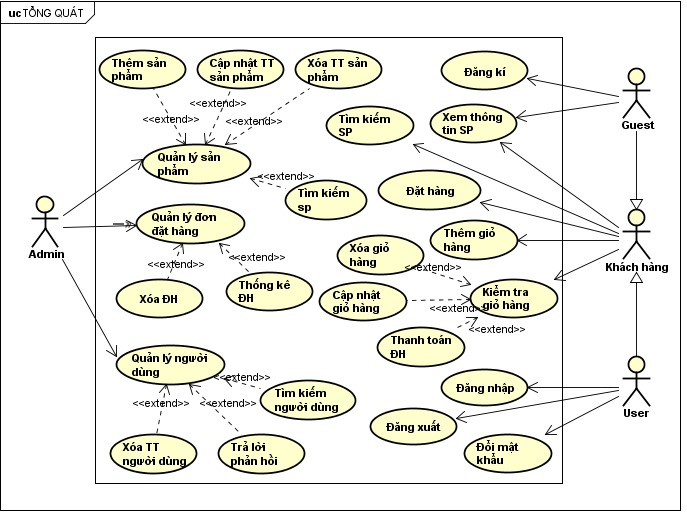 uc TỔNG QUÁT
Thêm sản
phẩm
Cập nhật TT
sản phẩm
Xóa TT sản
phẩm
Đăng kí
<<extend>>
<<extend>>
<<extend>>
Tìm kiếm
SP
Xem thông
tin SP
Guest
Quản lý sản
phẩm
<<extend>>
Tìm kiếm
sp
Đặt hàng
Quản lý đơn
đặt hàng
Thêm giỏ
hàng
Admin
Khách hàng
Xóa giỏ
hàng
<<extend>>
<<extend>>
<<extend>>
Xóa ĐH
Thống kê
ĐH
Cập nhật
giỏ hàng
<<extend>>
Kiểm tra
giỏ hàng
<<extend>>
Thanh toán
ĐH
Quản lý người
dùng
<<extend>>
Tìm kiếm
người dùng
Đăng nhập
<<extend>>
<<extend>>
User
Đăng xuất
Xóa TT
người dùng
Trả lời
phản hồi
Đổi mật
khẩu